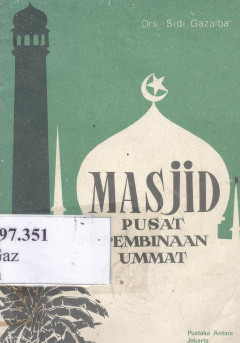 Drs. Sidi Gazalba
MASJID
PUSAT
PEMBINAAN
UMMAT
97.351
Gaz
Pustaka Antara
Jakarta